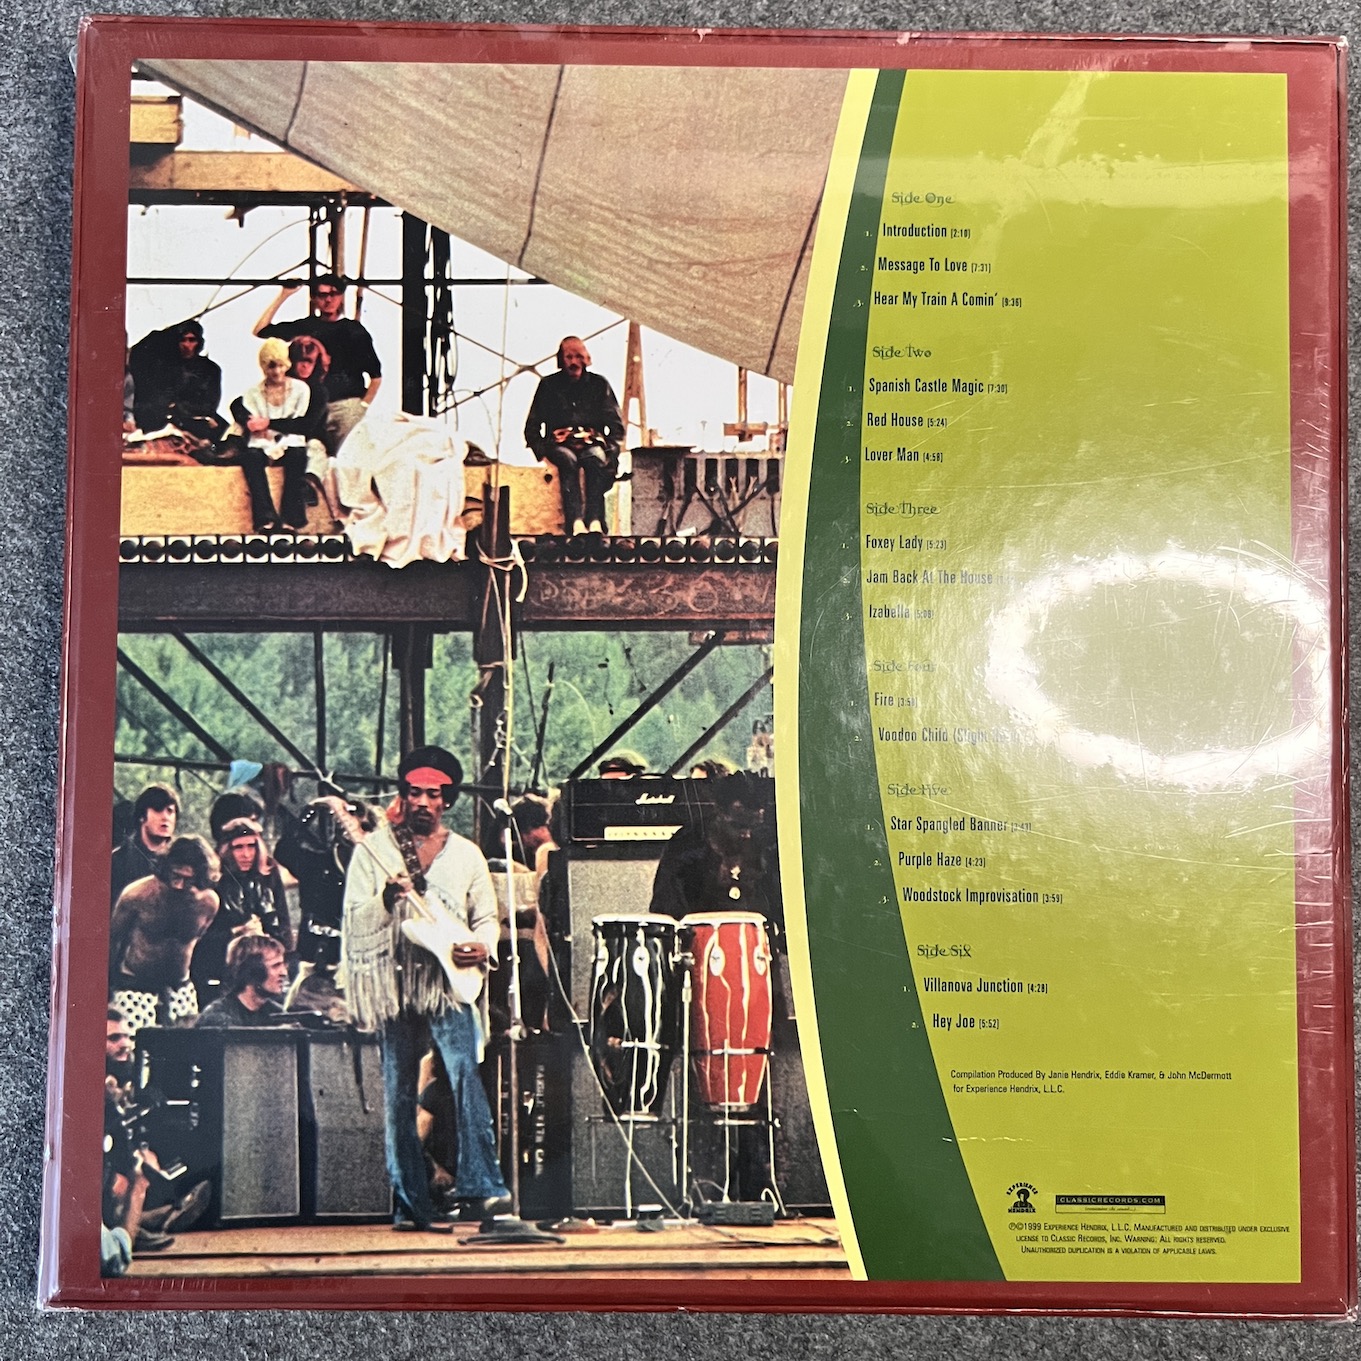 Side One
1. Introduction [2:10]
2. Message To Love [7:31]
3. Hear My Train A Comin' [9:36]
Side Two
1. Spanish Castle Magic [7:30]
2. Red House [5:24]
3. Lover Man [4:58]
Side Three
1. Foxey Lady [5:23]
2. Jam Back At The House
3. Izabella
Side Four
1. Fire
2. Voodoo Child
Side Five
1. Star Spangled Banner
2. Purple Haze [4:23]
3. Woodstock Improvisation [3:59]
Side Six
1. Villanova Junction [4:28]
2. Hey Joe [5:52]
Compilation Produced By Janie Hendrix, Eddie Kramer, & John McDermott
for Experience Hendrix, L.L.C.
EXPERIENCE
HENDRIX
CLASSICRECORDS.COM
℗©1999 Experience Hendrix, L.L.C. Manufactured and distributed under exclusive
license to Classic Records, Inc. Warning: All rights reserved.
Unauthorized duplication is a violation of applicable laws.
Marshall